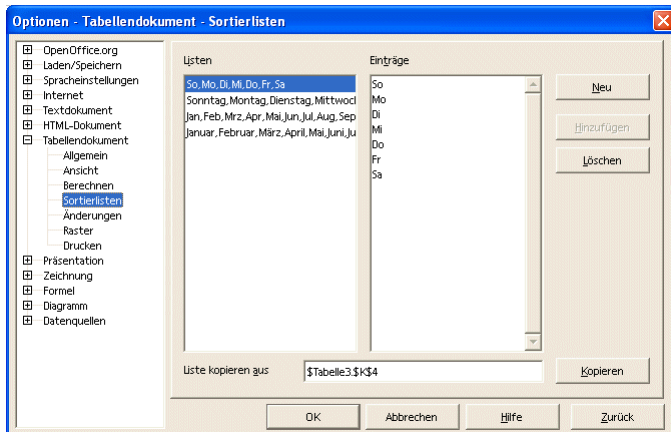 Optionen - Tabellendokument - Sortierlisten
OpenOffice.org
Laden/Speichern
Spracheinstellungen
Internet
Textdokument
HTML-Dokument
Tabellendokument
Allgemein
Ansicht
Berechnen
Sortierlisten
Änderungen
Raster
Drucken
Präsentation
Zeichnung
Formel
Diagramm
Datenquellen
Listen
So,Mo,Di,Mi,Do,Fr,Sa
Sonntag,Montag,Dienstag,Mittwoc
Jan,Feb,Mrz,Apr,Mai,Jun,Jul,Aug,Sep
Januar,Februar,März,April,Mai,Juni,Ju
Einträge
So
Mo
Di
Mi
Do
Fr
Sa
Neu
Hinzufügen
Löschen
Liste kopieren aus
$Tabelle3.$K$4
Kopieren
OK
Abbrechen
Hilfe
Zurück